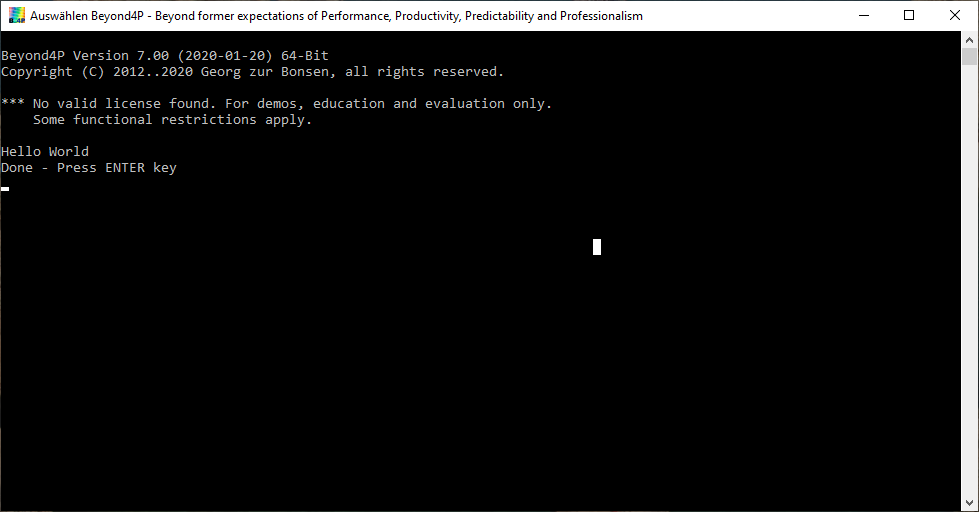 Auswählen Beyond4P - Beyond former expectations of Performance, Productivity, Predictability and Professionalism
Beyond4P Version 7.00 (2020-01-20) 64-Bit
Copyright (C) 2012..2020 Georg zur Bonsen, all rights reserved.
*** No valid license found. For demos, education and evaluation only.
Some functional restrictions apply.
Hello World
Done - Press ENTER key